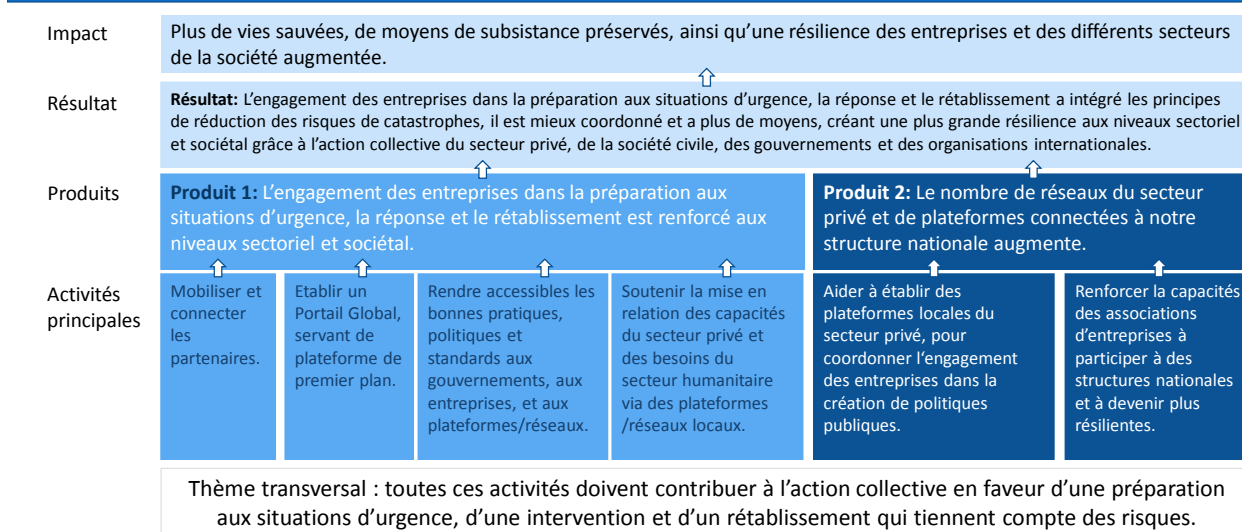 Impact
Plus de vies sauvées, de moyens de subsistance préservés, ainsi qu'une résilience des entreprises et des différents secteurs
de la société augmentée.
Résultat
Résultat: L'engagement des entreprises dans la préparation aux situations d'urgence, la réponse et le rétablissement a intégré les principes
de réduction des risques de catastrophes, il est mieux coordonné et a plus de moyens, créant une plus grande résilience aux niveaux sectoriel
et sociétal grâce à l'action collective du secteur privé, de la société civile, des gouvernements et des organisations internationales.
Produits
Produit 1: L'engagement des entreprises dans la préparation aux
situations d'urgence, la réponse et le rétablissement est renforcé aux
niveaux sectoriel et sociétal.
Produit 2: Le nombre de réseaux du secteur
privé et de plateformes connectées à notre
structure nationale augmente.
Activités
principales
Mobiliser et
connecter
les
partenaires.
Etablir un
Portail Global,
servant de
plateforme de
premier plan.
Rendre accessibles les
bonnes pratiques,
politiques et
standards aux
gouvernements, aux
entreprises, et aux
plateformes/réseaux.
Soutenir la mise en
relation des capacités
du secteur privé et
des besoins du
secteur humanitaire
via des plateformes
/réseaux locaux.
Aider à établir des
plateformes locales du
secteur privé, pour
coordonner l'engagement
des entreprises dans la
création de politiques
publiques.
Renforcer la capacités
des associations
d'entreprises à
participer à des
structures nationales
et à devenir plus
résilientes.
Thème transversal : toutes ces activités doivent contribuer à l'action collective en faveur d'une préparation
aux situations d'urgence, d'une intervention et d'un rétablissement qui tiennent compte des risques.